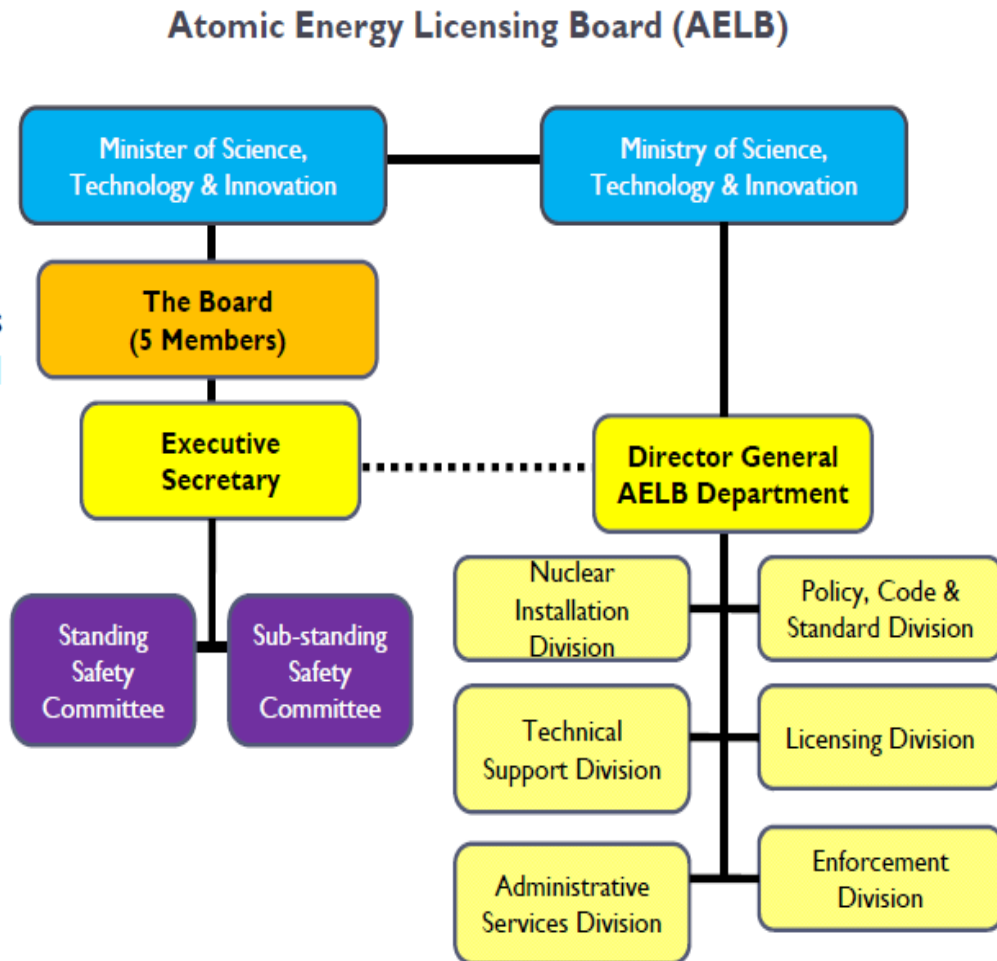 Atomic Energy Licensing Board (AELB)
Minister of Science,
Technology & Innovation
Ministry of Science,
Technology & Innovation
The Board
(5 Members)
Executive
Secretary
Director General
AELB Department
Standing
Safety
Committee
Sub-standing
Safety
Committee
Nuclear
Installation
Division
Policy, Code &
Standard Division
Technical
Support Division
Licensing Division
Administrative
Services Division
Enforcement
Division